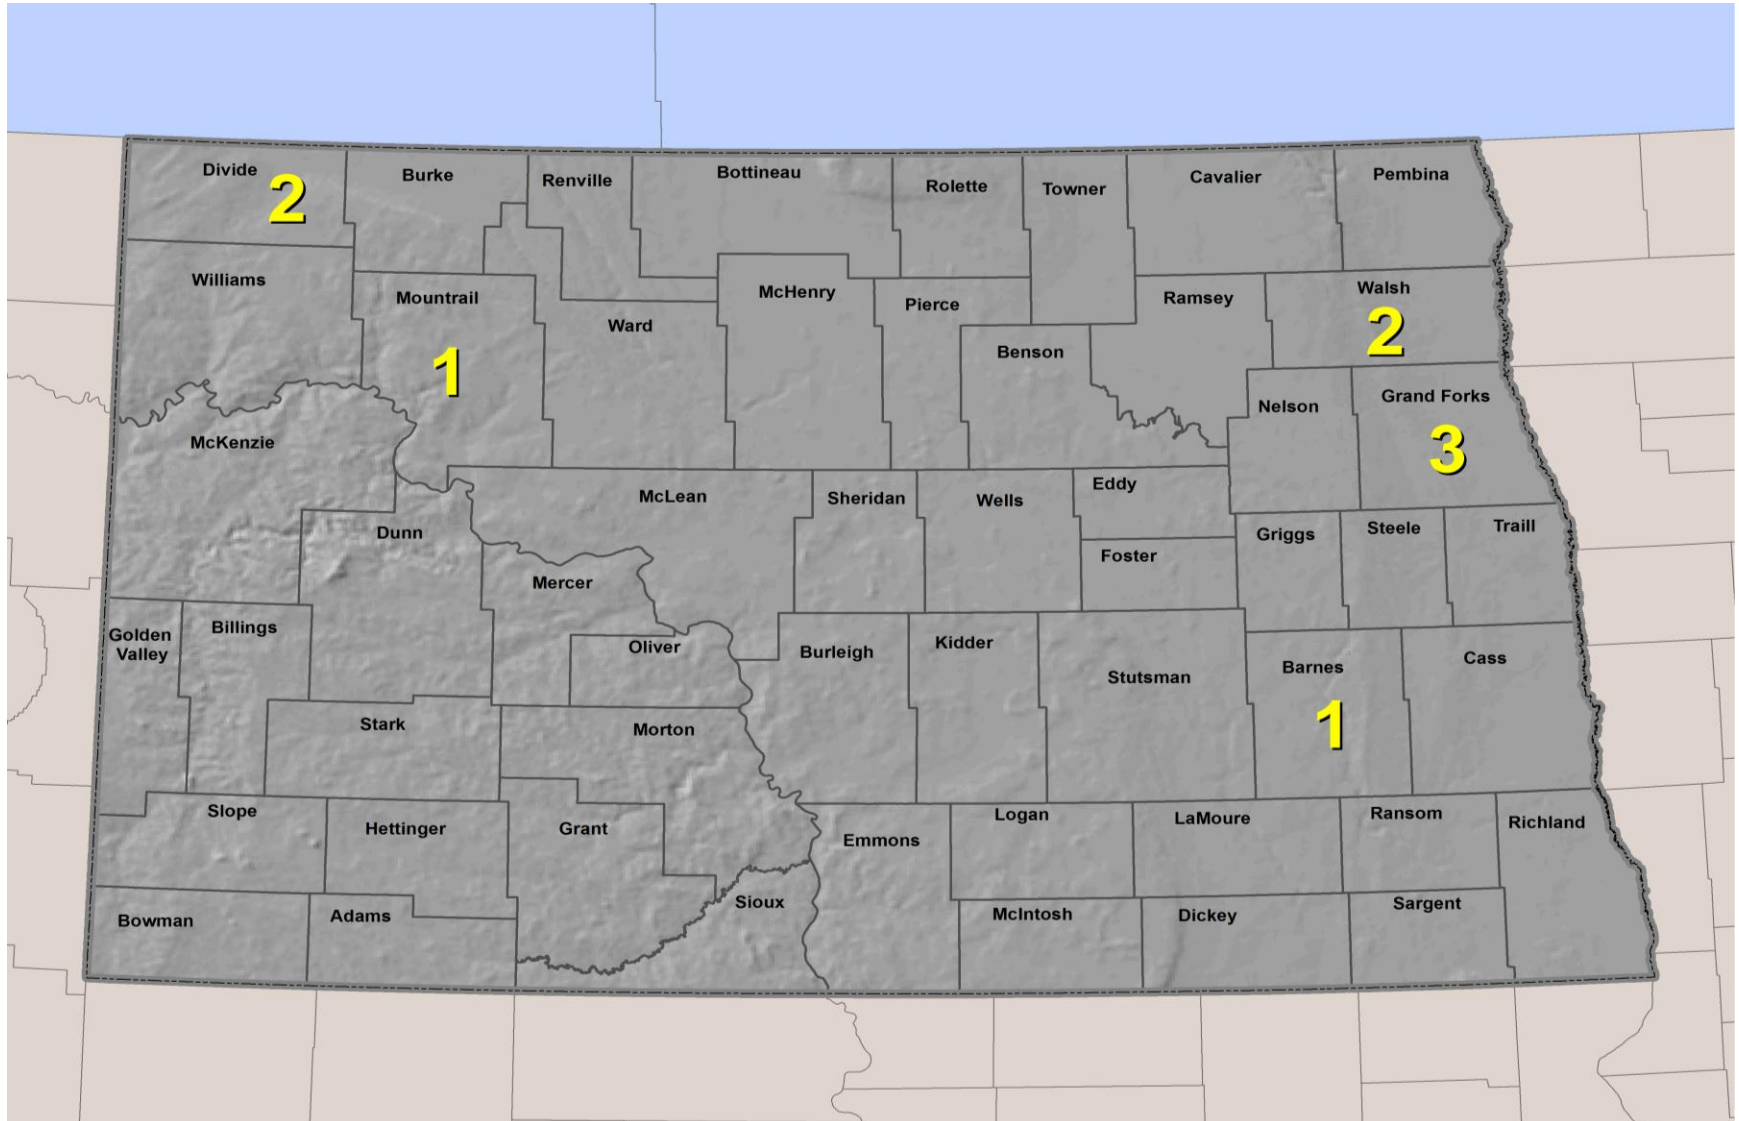 Divide
2
Burke
Renville
Bottineau
Rolette
Towner
Cavalier
Pembina
Williams
Mountrail
1
Ward
McHenry
Pierce
Benson
Ramsey
Walsh
2
Nelson
Grand Forks
3
McKenzie
Dunn
McLean
Sheridan
Wells
Eddy
Foster
Griggs
Steele
Traill
Golden
Valley
Billings
Mercer
Oliver
Burleigh
Kidder
Stutsman
Barnes
1
Cass
Stark
Morton
Slope
Hettinger
Grant
Emmons
Logan
LaMoure
Ransom
Richland
Bowman
Adams
Sioux
McIntosh
Dickey
Sargent